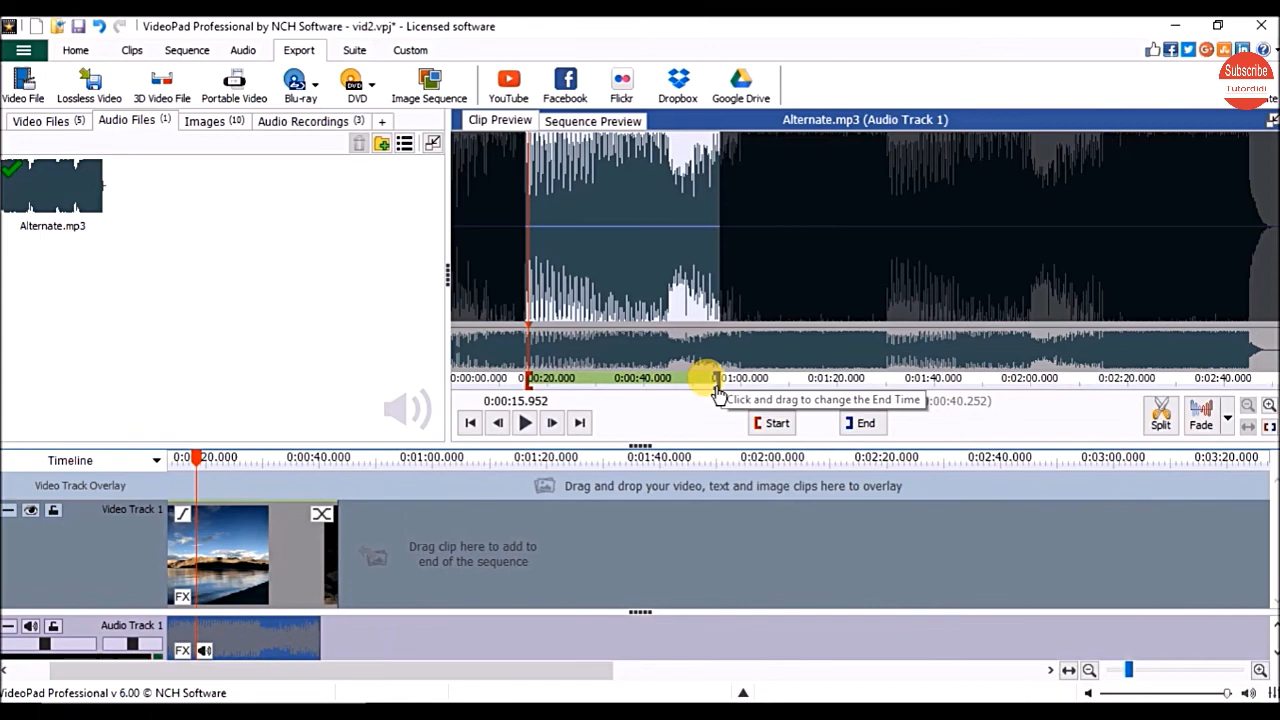 VideoPad Professional by NCH Software - vid2.vpj* - Licensed software
Home Clips Sequence Audio Export Suite Custom
Subscribe
Tutordidi
Video File Lossless Video 3D Video File Portable Video Blu-ray DVD Image Sequence YouTube Facebook Flickr Dropbox Google Drive
Video Files (5) Audio Files (1) Images (10) Audio Recordings (3) +
Clip Preview Sequence Preview Alternate.mp3 (Audio Track 1)
Alternate.mp3
0:00:00.000 0:00:20.000 0:00:40.000 0:01:00.000 0:01:20.000 0:01:40.000 0:02:00.000 0:02:20.000 0:02:40.000
0:00:15.952 Click and drag to change the End Time 0:00:40.252)
Start End Split Fade
Timeline 20.000 0:00:40.000 0:01:00.000 0:01:20.000 0:01:40.000 0:02:00.000 0:02:20.000 0:02:40.000 0:03:00.000 0:03:20.000
Video Track Overlay Drag and drop your video, text and image clips here to overlay
Video Track 1
Drag clip here to add to
end of the sequence
FX
Audio Track 1
FX
VideoPad Professional v 6.00 © NCH Software